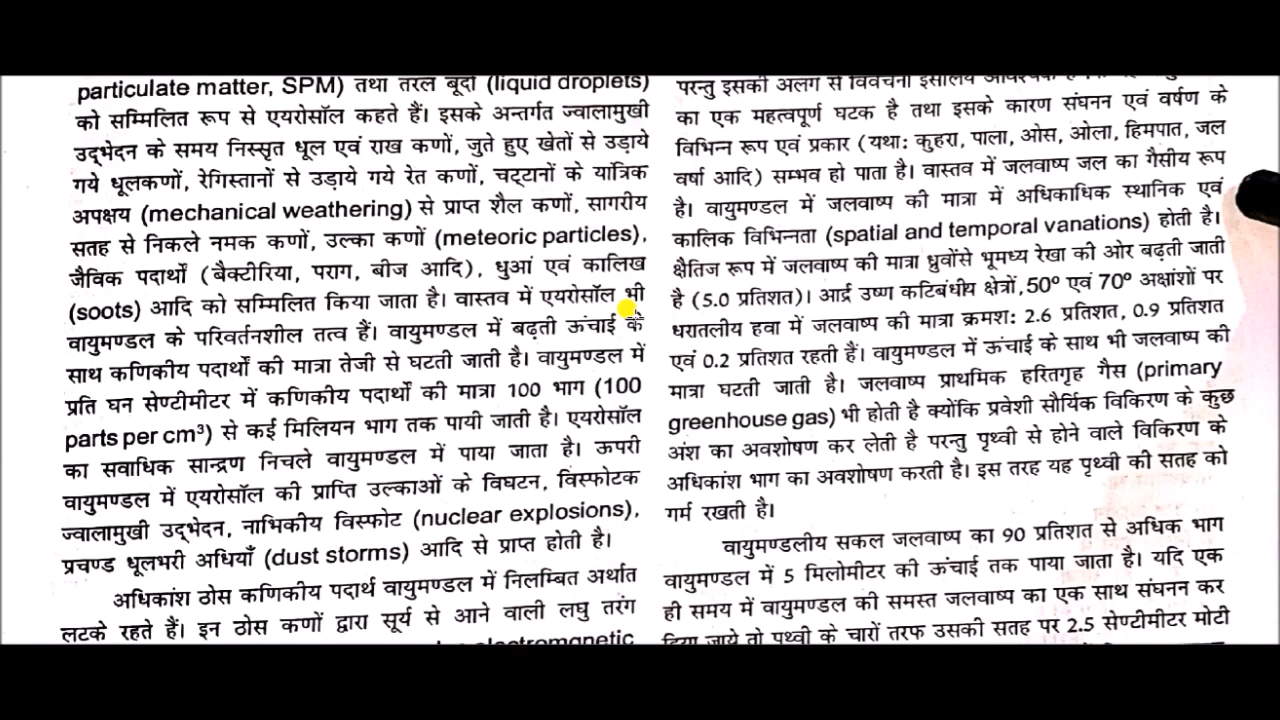 particulate matter, SPM) तथा तरल बूदों (liquid droplets)
को सम्मिलित रूप से एयरोसॉल कहते हैं। इसके अन्तर्गत ज्वालामुखी
उद्भेदन के समय निस्सृत धूल एवं राख कणों, जुते हुए खेतों से उड़ाये
गये धूलकणों, रेगिस्तानों से उड़ाये गये रेत कणों, चट्टानों के यांत्रिक
अपक्षय (mechanical weathering) से प्राप्त शैल कणों, सागरीय
सतह से निकले नमक कणों, उल्का कणों (meteoric particles),
जैविक पदार्थों (बैक्टीरिया, पराग, बीज आदि), धुआं एवं कालिख
(soots) आदि को सम्मिलित किया जाता है। वास्तव में एयरोसॉल भी
वायुमण्डल के परिवर्तनशील तत्व हैं। वायुमण्डल में बढ़ती ऊंचाई के
साथ कणिकीय पदार्थों की मात्रा तेजी से घटती जाती है। वायुमण्डल में
प्रति घन सेण्टीमीटर में कणिकीय पदार्थों की मात्रा 100 भाग (100
parts per cm³) से कई मिलियन भाग तक पायी जाती है। एयरोसॉल
का सवाधिक सान्द्रण निचले वायुमण्डल में पाया जाता है। ऊपरी
वायुमण्डल में एयरोसॉल की प्राप्ति उल्काओं के विघटन, विस्फोटक
ज्वालामुखी उद्भेदन, नाभिकीय विस्फोट (nuclear explosions),
प्रचण्ड धूलभरी अधियाँ (dust storms) आदि से प्राप्त होती है।
अधिकांश ठोस कणिकीय पदार्थ वायुमण्डल में निलम्बित अर्थात
लटके रहते हैं। इन ठोस कणों द्वारा सूर्य से आने वाली लघु तरंग
electromagnetic
परन्तु इसकी अलग से विवेचना इसलिये
का एक महत्वपूर्ण घटक है तथा इसके कारण संघनन एवं वर्षण के
विभिन्न रूप एवं प्रकार (यथा: कुहरा, पाला, ओस, ओला, हिमपात, जल
वर्षा आदि) सम्भव हो पाता है। वास्तव में जलवाष्प जल का गैसीय रूप
है। वायुमण्डल में जलवाष्प की मात्रा में अधिकाधिक स्थानिक एवं
कालिक विभिन्नता (spatial and temporal vanations) होती है।
क्षैतिज रूप में जलवाष्प की मात्रा ध्रुवोंसे भूमध्य रेखा की ओर बढ़ती जाती
है (5.0 प्रतिशत)। आर्द्र उष्ण कटिबंधीय क्षेत्रों, 50° एवं 70° अक्षांशों पर
धरातलीय हवा में जलवाष्प की मात्रा क्रमश: 2.6 प्रतिशत, 0.9 प्रतिशत
एवं 0.2 प्रतिशत रहती हैं। वायुमण्डल में ऊंचाई के साथ भी जलवाष्प की
मात्रा घटती जाती है। जलवाष्प प्राथमिक हरितगृह गैस (primary
greenhouse gas) भी होती है क्योंकि प्रवेशी सौर्यिक विकिरण के कुछ
अंश का अवशोषण कर लेती है परन्तु पृथ्वी से होने वाले विकिरण के
अधिकांश भाग का अवशोषण करती है। इस तरह यह पृथ्वी की सतह को
गर्म रखती है।
वायुमण्डलीय सकल जलवाष्प का 90 प्रतिशत से अधिक भाग
वायुमण्डल में 5 मिलोमीटर की ऊंचाई तक पाया जाता है। यदि एक
ही समय में वायुमण्डल की समस्त जलवाष्प का एक साथ संघनन कर
दिया जाये तो पृथ्वी के चारों तरफ उसकी सतह पर 2.5 सेण्टीमीटर मोटी